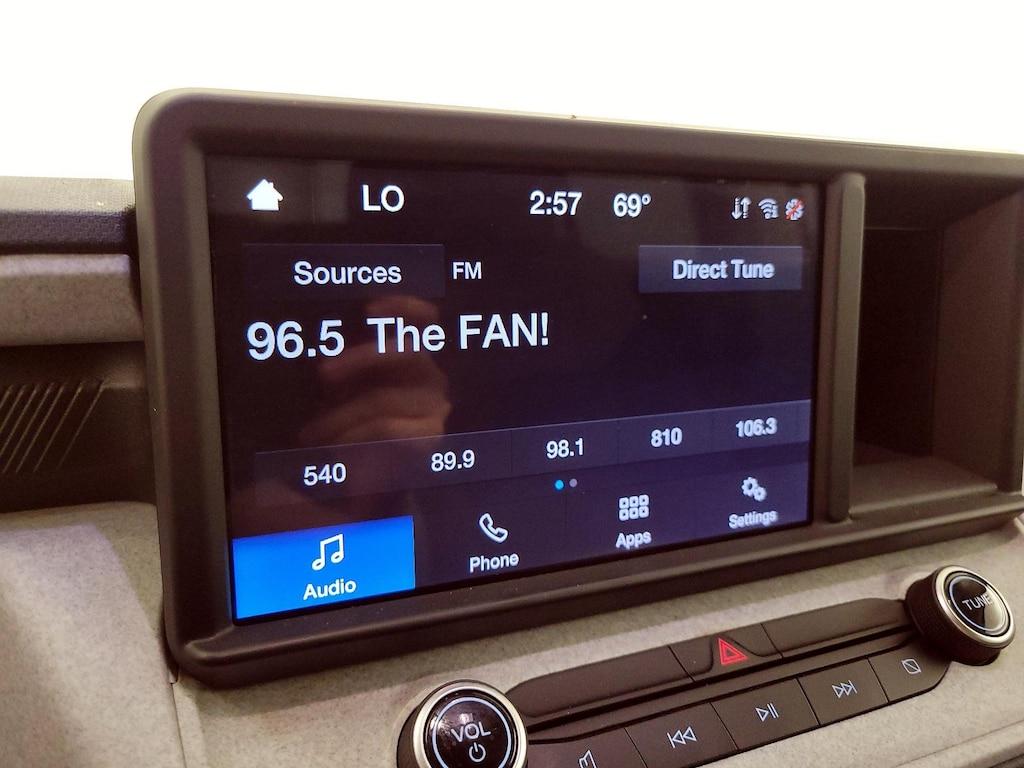 LO 2:57 69°
Sources FM Direct Tune
96.5 The FAN!
540 89.9 98.1 810 106.3
Audio Phone Apps Settings
TUNE
VOL